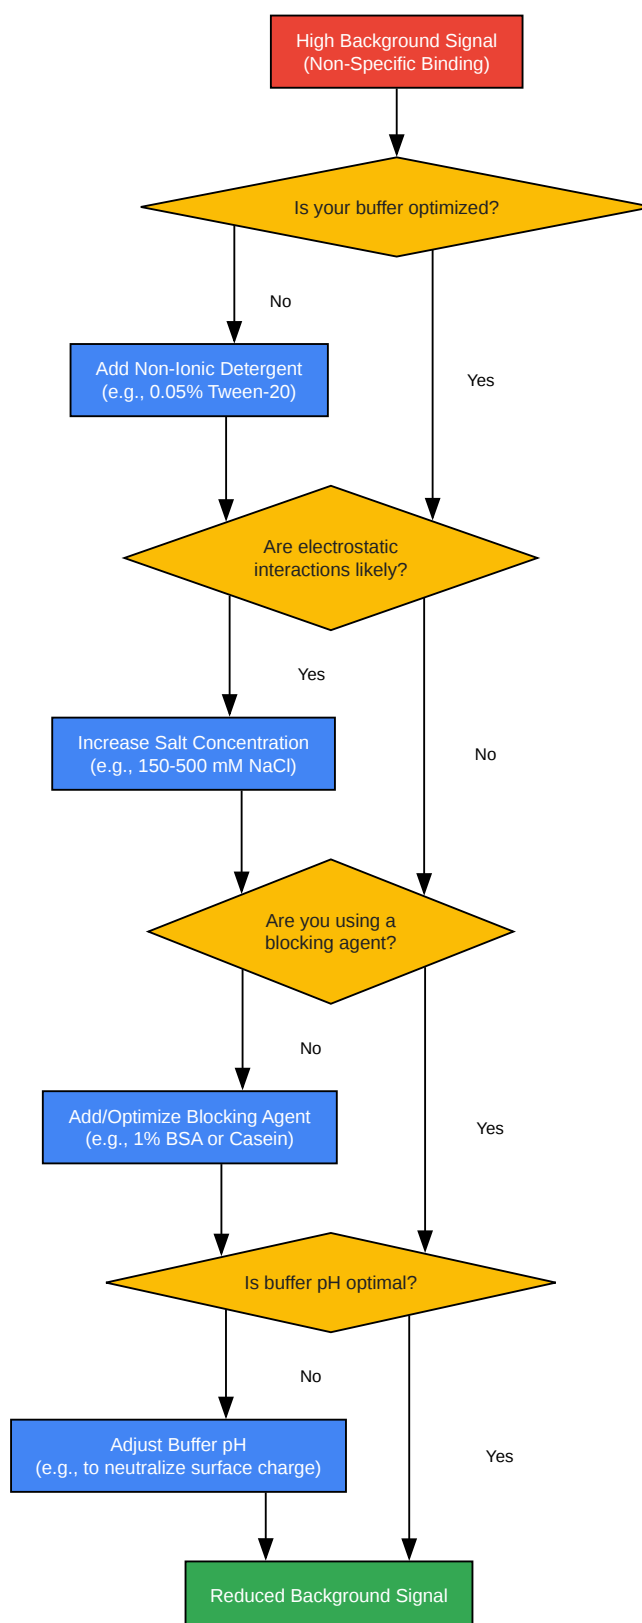 High Background Signal
(Non-Specific Binding)
Is your buffer optimized?
No
Add Non-Ionic Detergent
(e.g., 0.05% Tween-20)
Yes
Are electrostatic
interactions likely?
Yes
Increase Salt Concentration
(e.g., 150-500 mM NaCl)
No
Are you using a
blocking agent?
No
Add/Optimize Blocking Agent
(e.g., 1% BSA or Casein)
Yes
Is buffer pH optimal?
No
Adjust Buffer pH
(e.g., to neutralize surface charge)
Yes
Reduced Background Signal